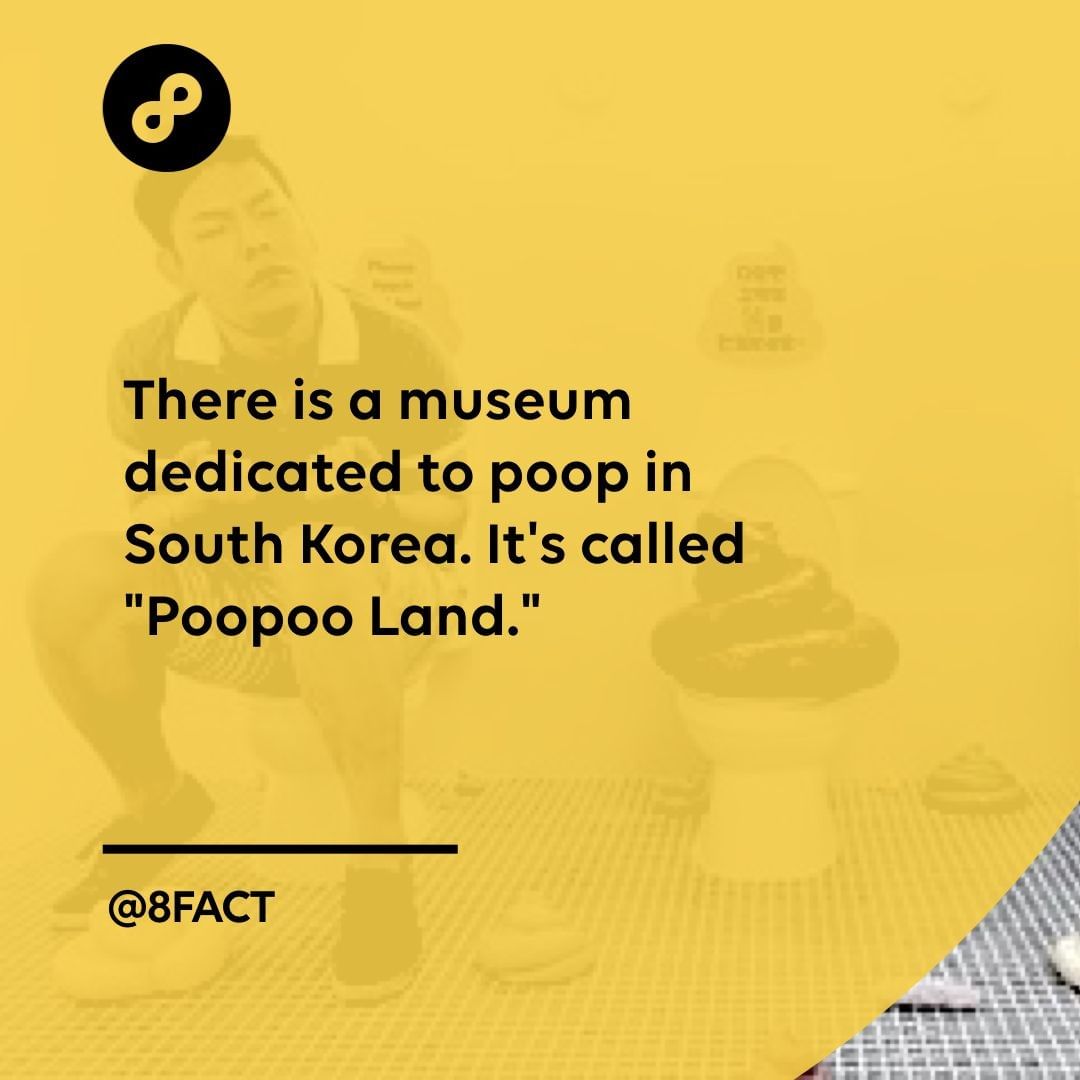 There is a museum
dedicated to poop in
South Korea. It's called
"Poopoo Land."
@8FACT